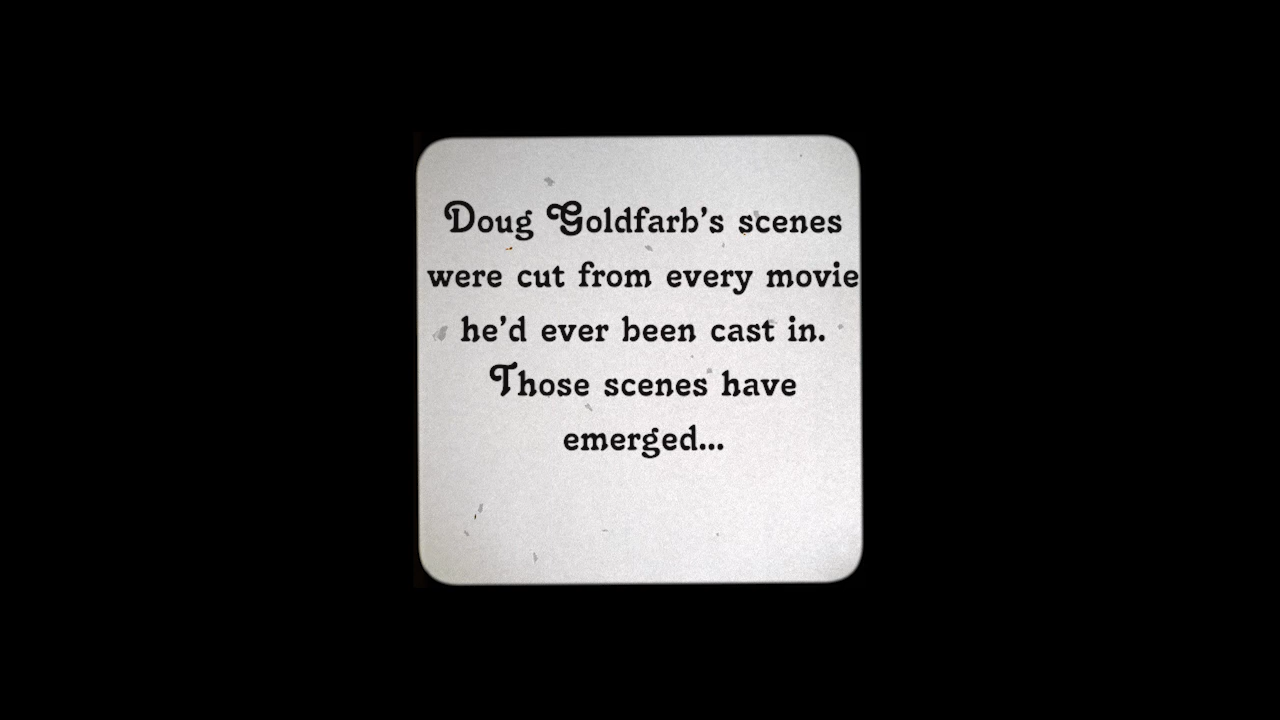 Doug Goldfarb's scenes
were cut from every movie
he'd ever been cast in.
Those scenes have
emerged...